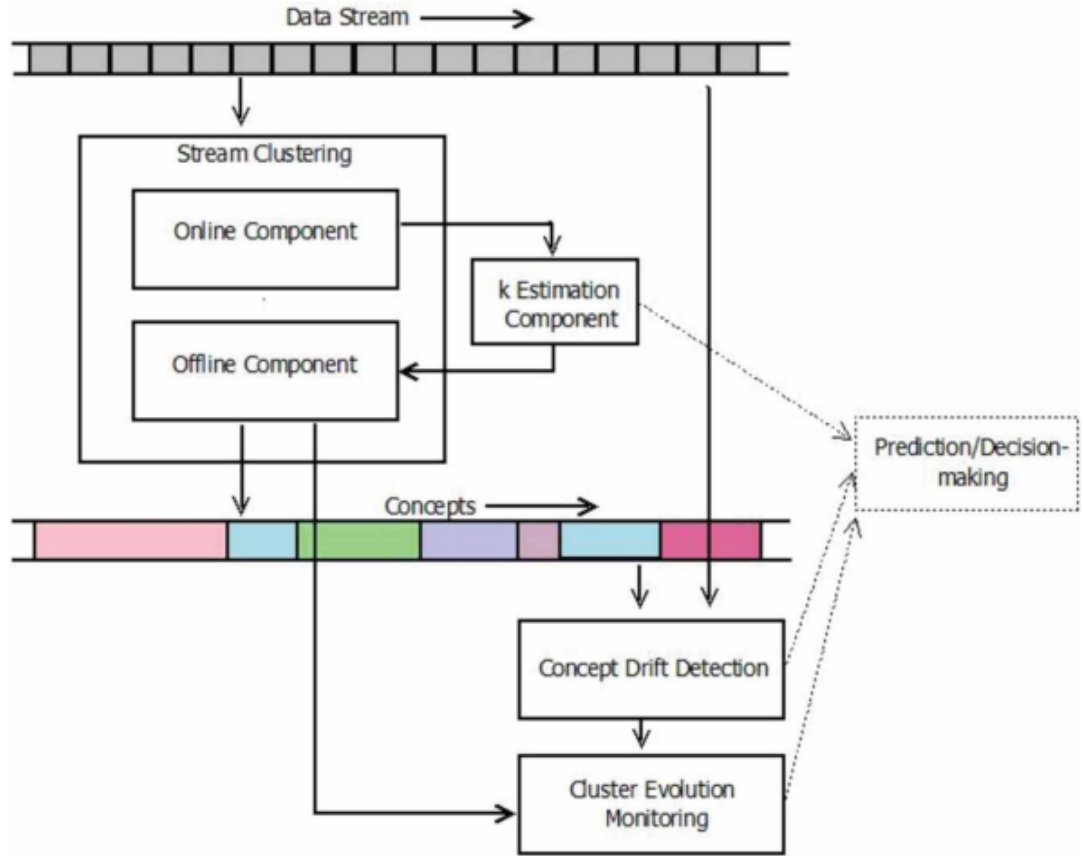 Data Stream
Stream Clustering
Online Component
k Estimation
Component
Offline Component
Prediction/Decision-
making
Concepts
Concept Drift Detection
Cluster Evolution
Monitoring